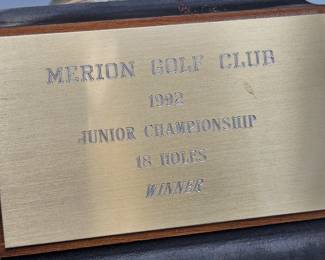 MERION GOLF CLUB
1992
JUNIOR CHAMPIONSHIP
18 HOLES
WINNER